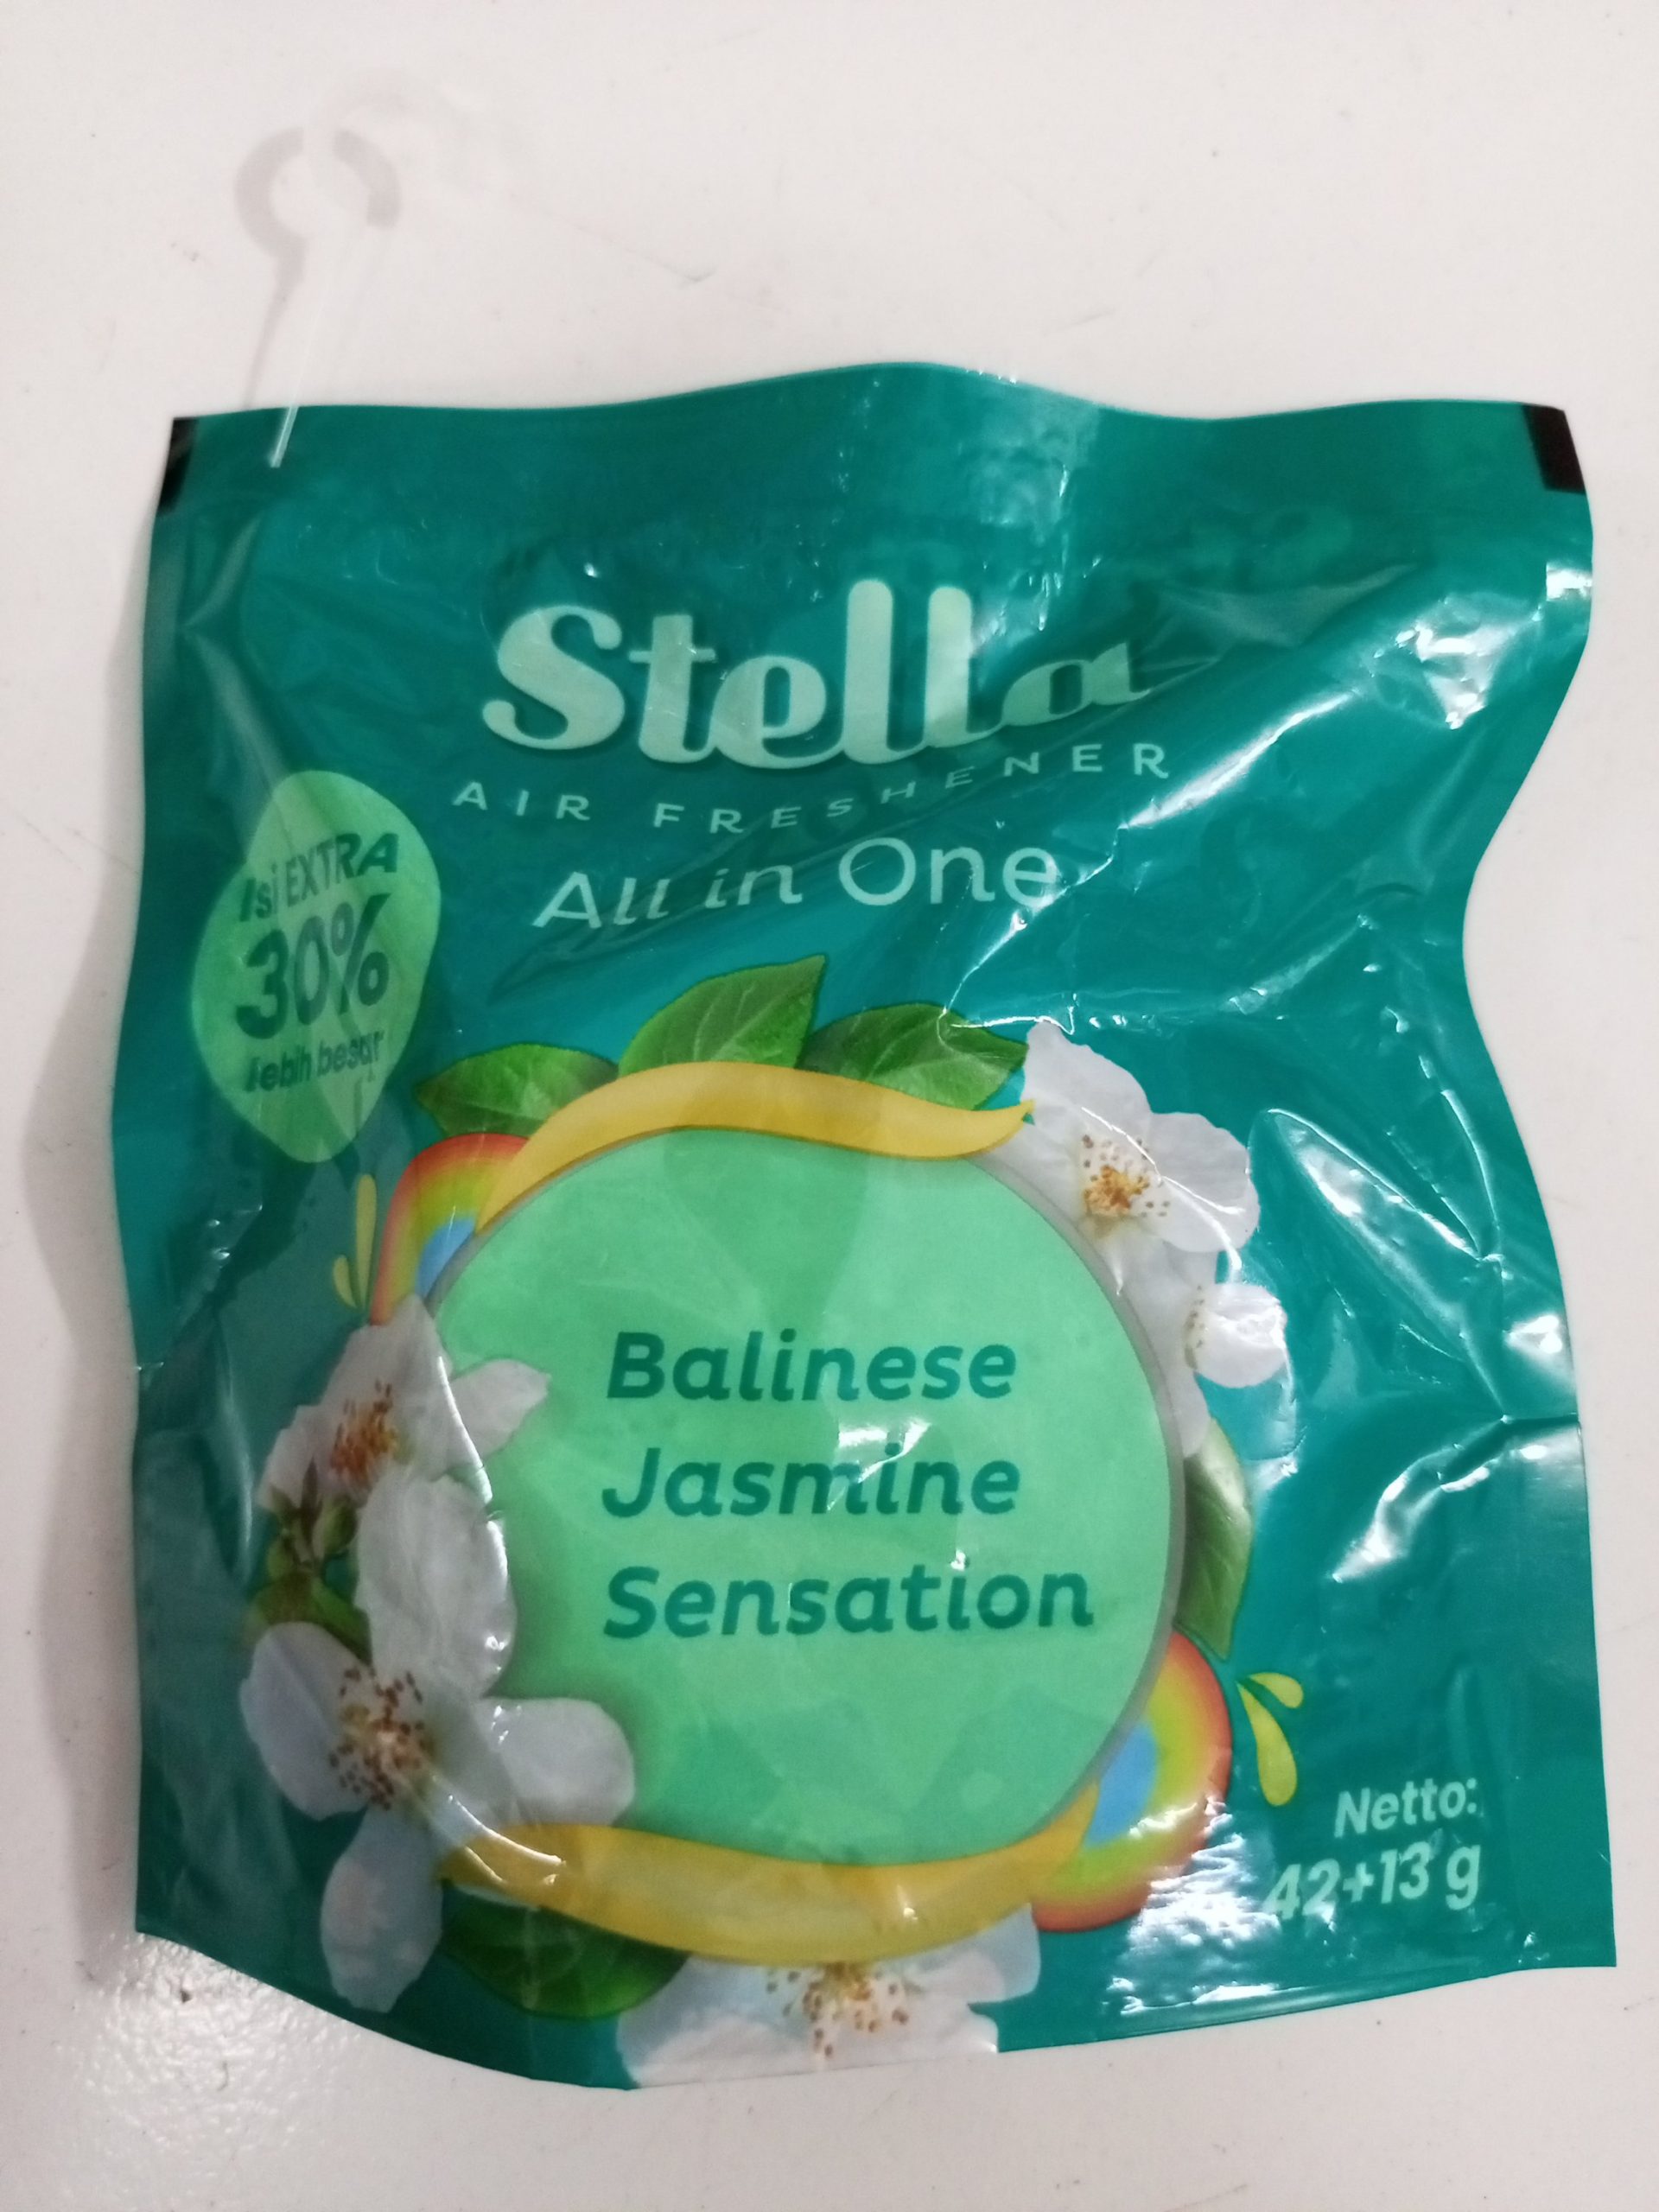 Stella
AIR FRESHENER
All in One
Isi EXTRA
30%
lebih besar
Balinese
Jasmine
Sensation
Netto:
42+13 g